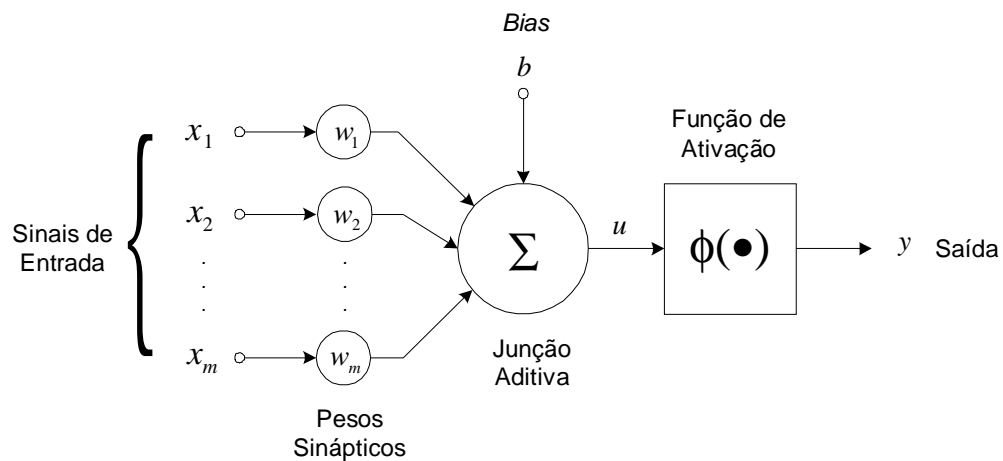 Bias
b
Função de
Ativação
x₁
w₁
x₂
w₂
Sinais de
Entrada
.
.
.
.
.
.
Σ
u
ϕ(●)
y
Saída
xₘ
wₘ
Junção
Aditiva
Pesos
Sinápticos